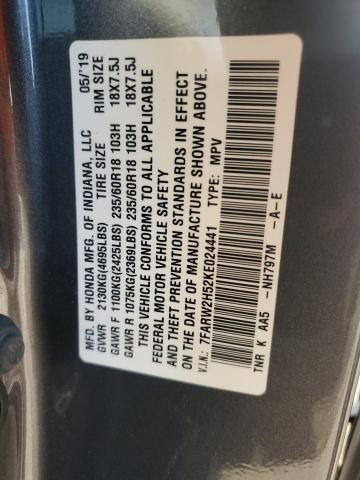 MFD. BY HONDA MFG. OF INDIANA, LLC 05/'19
GVWR 2130KG(4695LBS) TIRE SIZE RIM SIZE
GAWR F 1100KG(2425LBS) 235/60R18 103H 18X7.5J
GAWR R 1075KG(2369LBS) 235/60R18 103H 18X7.5J
THIS VEHICLE CONFORMS TO ALL APPLICABLE
FEDERAL MOTOR VEHICLE SAFETY
AND THEFT PREVENTION STANDARDS IN EFFECT
ON THE DATE OF MANUFACTURE SHOWN ABOVE.
V.I.N.: 7FARW2H52KE024441 TYPE: MPV
TNR K AA5 -NH797M -A-E